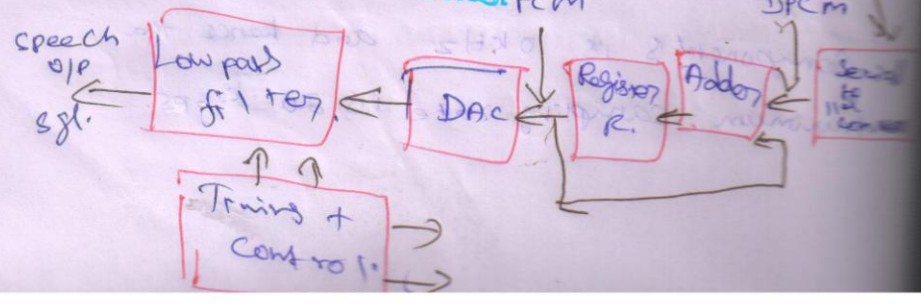 PCM
DPCM
speech
o/p
sgl.
Low pass
filter.
DAC
Register
R.
Adder
Serial
to
Timing +
Control.